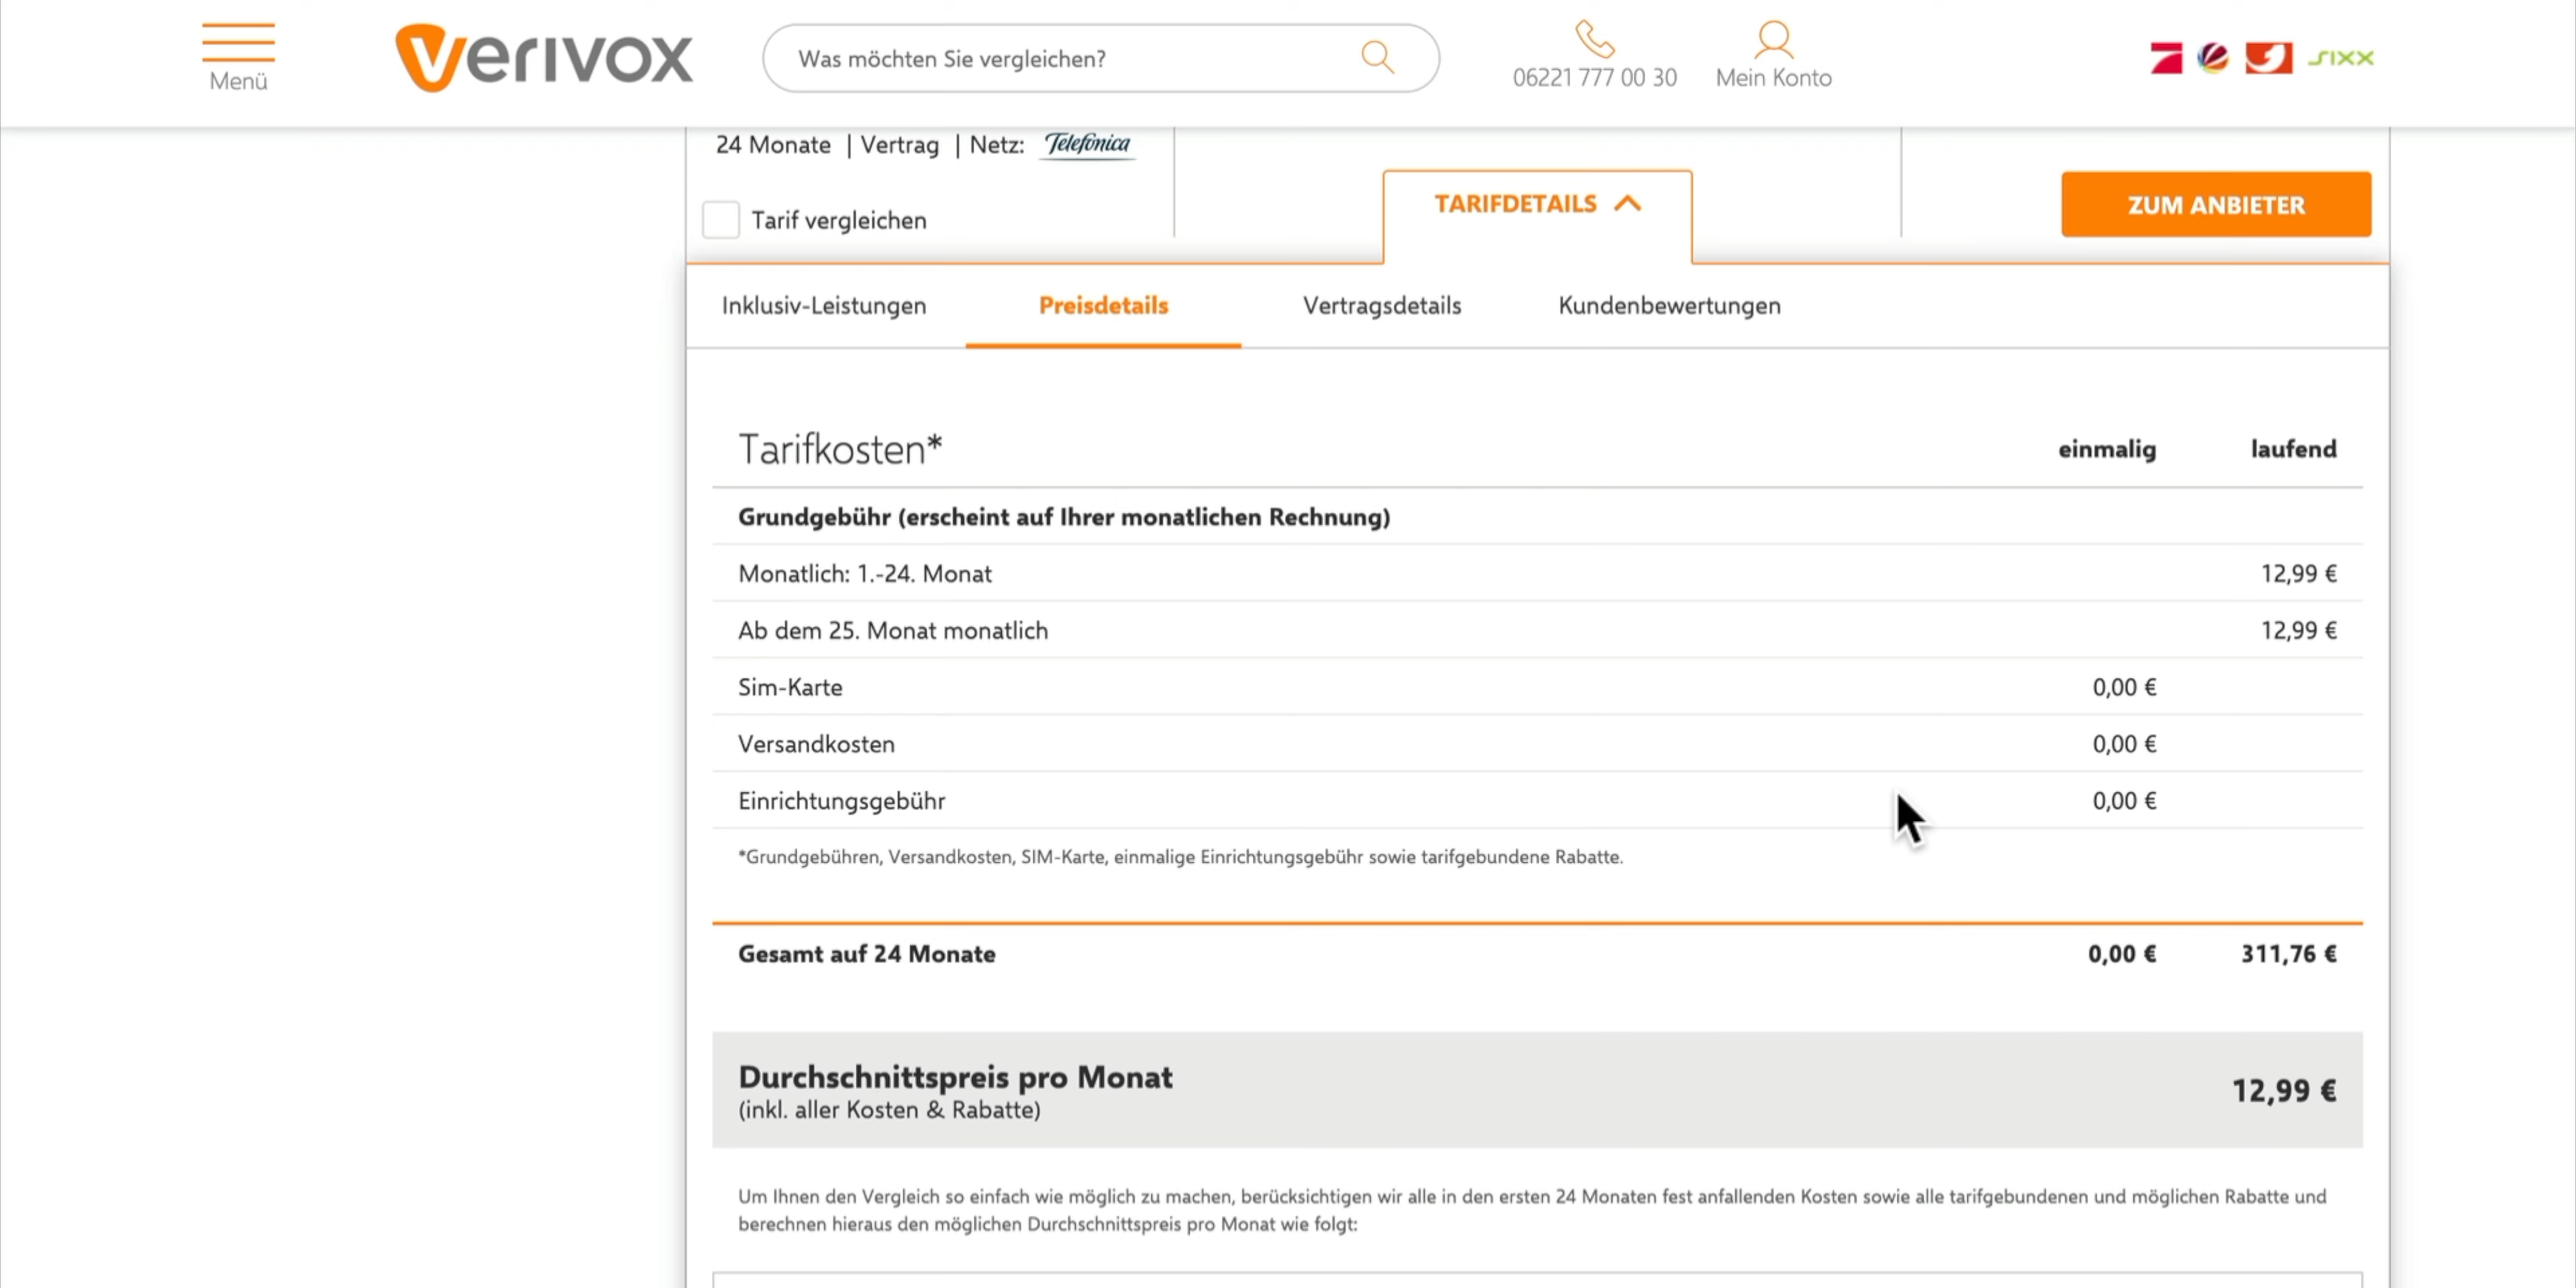 Menü
verivox
Was möchten Sie vergleichen?
06221 777 00 30
Mein Konto
sixx
24 Monate | Vertrag | Netz: Telefónica
Tarif vergleichen
TARIFDETAILS
ZUM ANBIETER
Inklusiv-Leistungen Preisdetails Vertragsdetails Kundenbewertungen
Tarifkosten* einmalig laufend
Grundgebühr (erscheint auf Ihrer monatlichen Rechnung)
Monatlich: 1.-24. Monat 12,99 €
Ab dem 25. Monat monatlich 12,99 €
Sim-Karte 0,00 €
Versandkosten 0,00 €
Einrichtungsgebühr 0,00 €
*Grundgebühren, Versandkosten, SIM-Karte, einmalige Einrichtungsgebühr sowie tarifgebundene Rabatte.
Gesamt auf 24 Monate 0,00 € 311,76 €
Durchschnittspreis pro Monat 12,99 €
(inkl. aller Kosten & Rabatte)
Um Ihnen den Vergleich so einfach wie möglich zu machen, berücksichtigen wir alle in den ersten 24 Monaten fest anfallenden Kosten sowie alle tarifgebundenen und möglichen Rabatte und
berechnen hieraus den möglichen Durchschnittspreis pro Monat wie folgt: